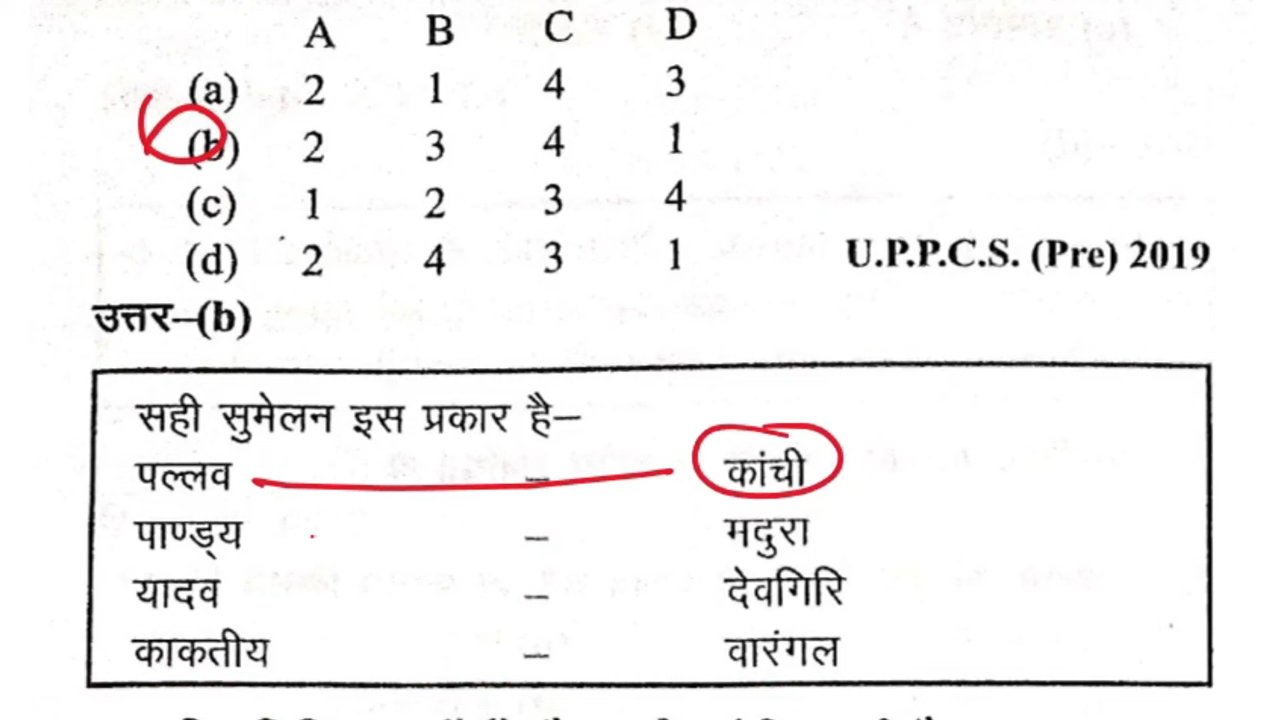 A B C D
(a) 2 1 4 3
(b) 2 3 4 1
(c) 1 2 3 4
(d) 2 4 3 1 U.P.P.C.S. (Pre) 2019
उत्तर–(b)
सही सुमेलन इस प्रकार है–
पल्लव – कांची
पाण्ड्य – मदुरा
यादव – देवगिरि
काकतीय – वारंगल